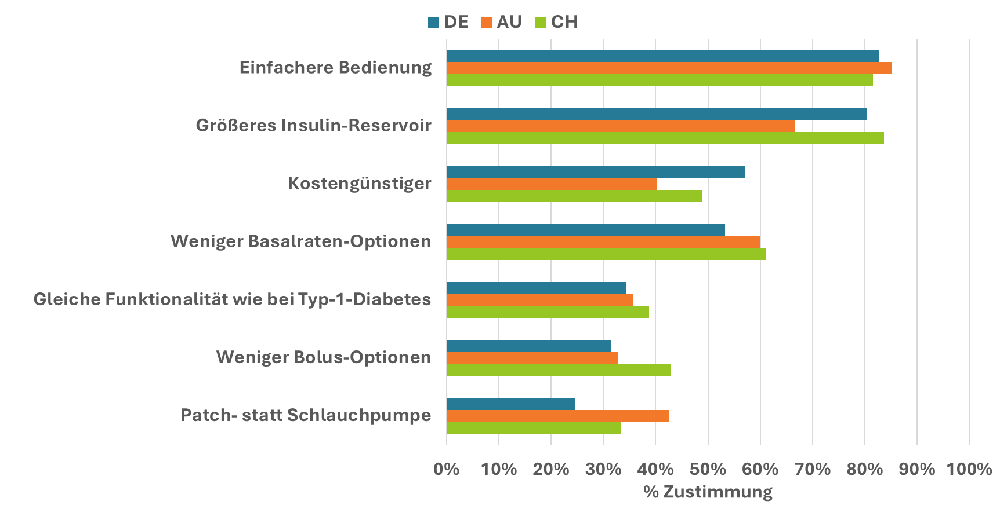 DE AU CH
Einfachere Bedienung
Größeres Insulin-Reservoir
Kostengünstiger
Weniger Basalraten-Optionen
Gleiche Funktionalität wie bei Typ-1-Diabetes
Weniger Bolus-Optionen
Patch- statt Schlauchpumpe
0% 10% 20% 30% 40% 50% 60% 70% 80% 90% 100%
% Zustimmung